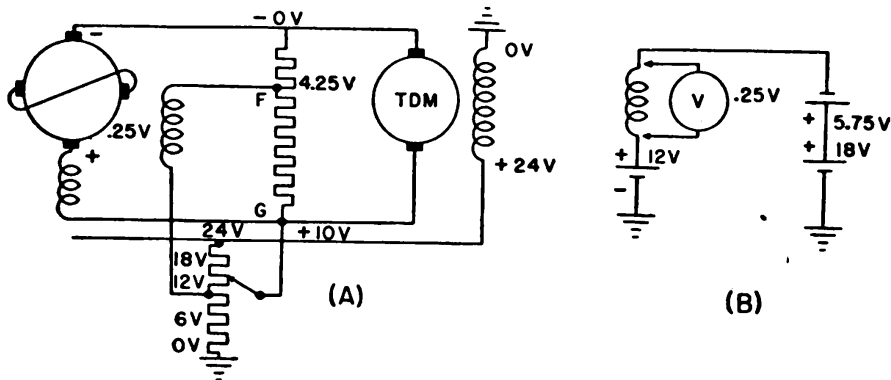 - 0V
-
0V
4.25V
F
TDM
.25V
+
+ 24V
G
24V
+10V
18V
12V
6V
0V
(A)
V
.25V
+
5.75V
+
12V
+
18V
-
(B)